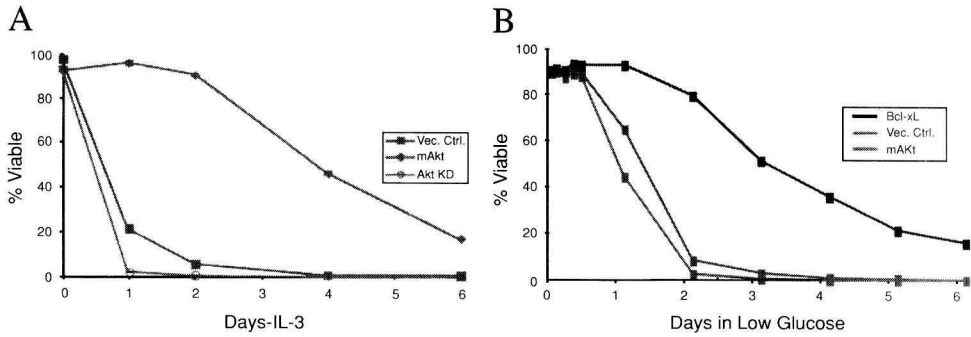 A
100
80
60
40
20
0
% Viable
0 1 2 3 4 5 6
Days-IL-3
Vec. Ctrl.
mAkt
Akt KD
B
100
80
60
40
20
0
% Viable
0 1 2 3 4 5 6
Days in Low Glucose
Bcl-xL
Vec. Ctrl.
mAKt